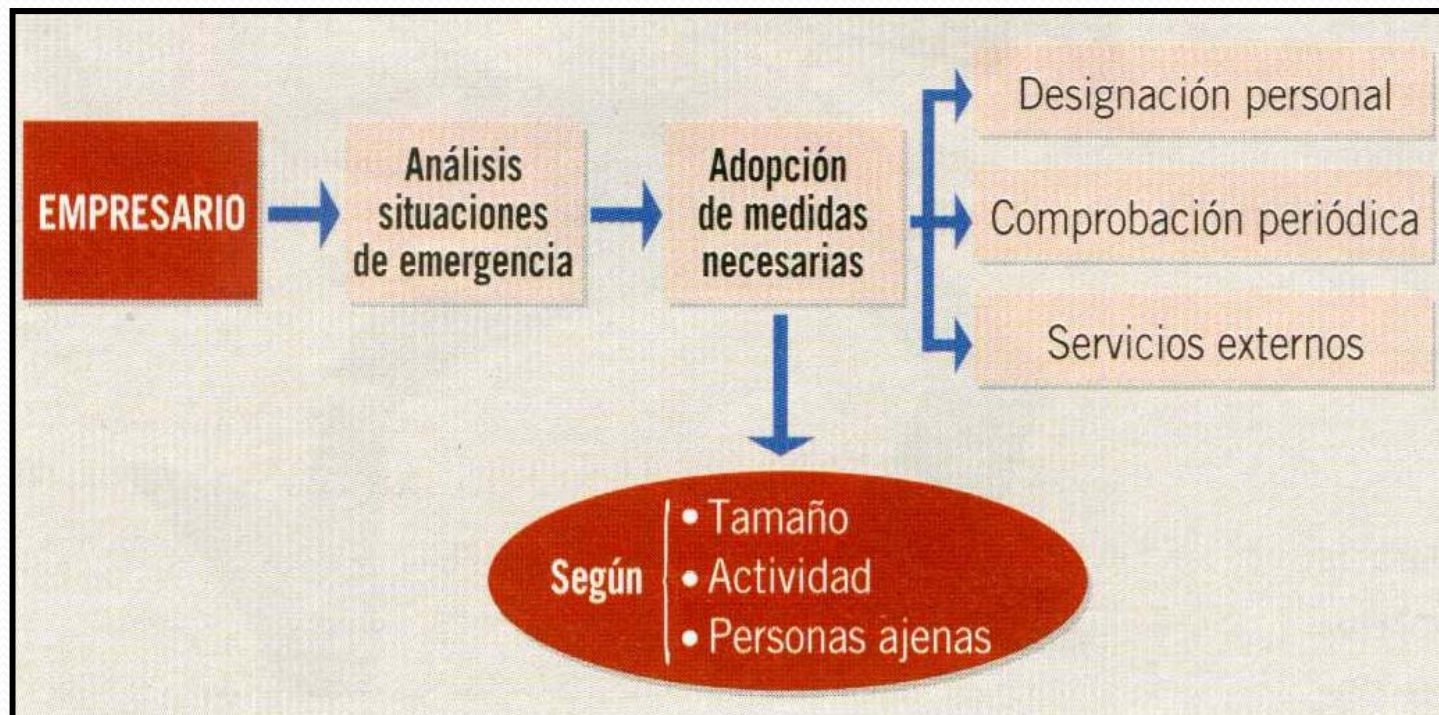 EMPRESARIO
Análisis
situaciones
de emergencia
Adopción
de medidas
necesarias
Designación personal
Comprobación periódica
Servicios externos
Según
• Tamaño
• Actividad
• Personas ajenas